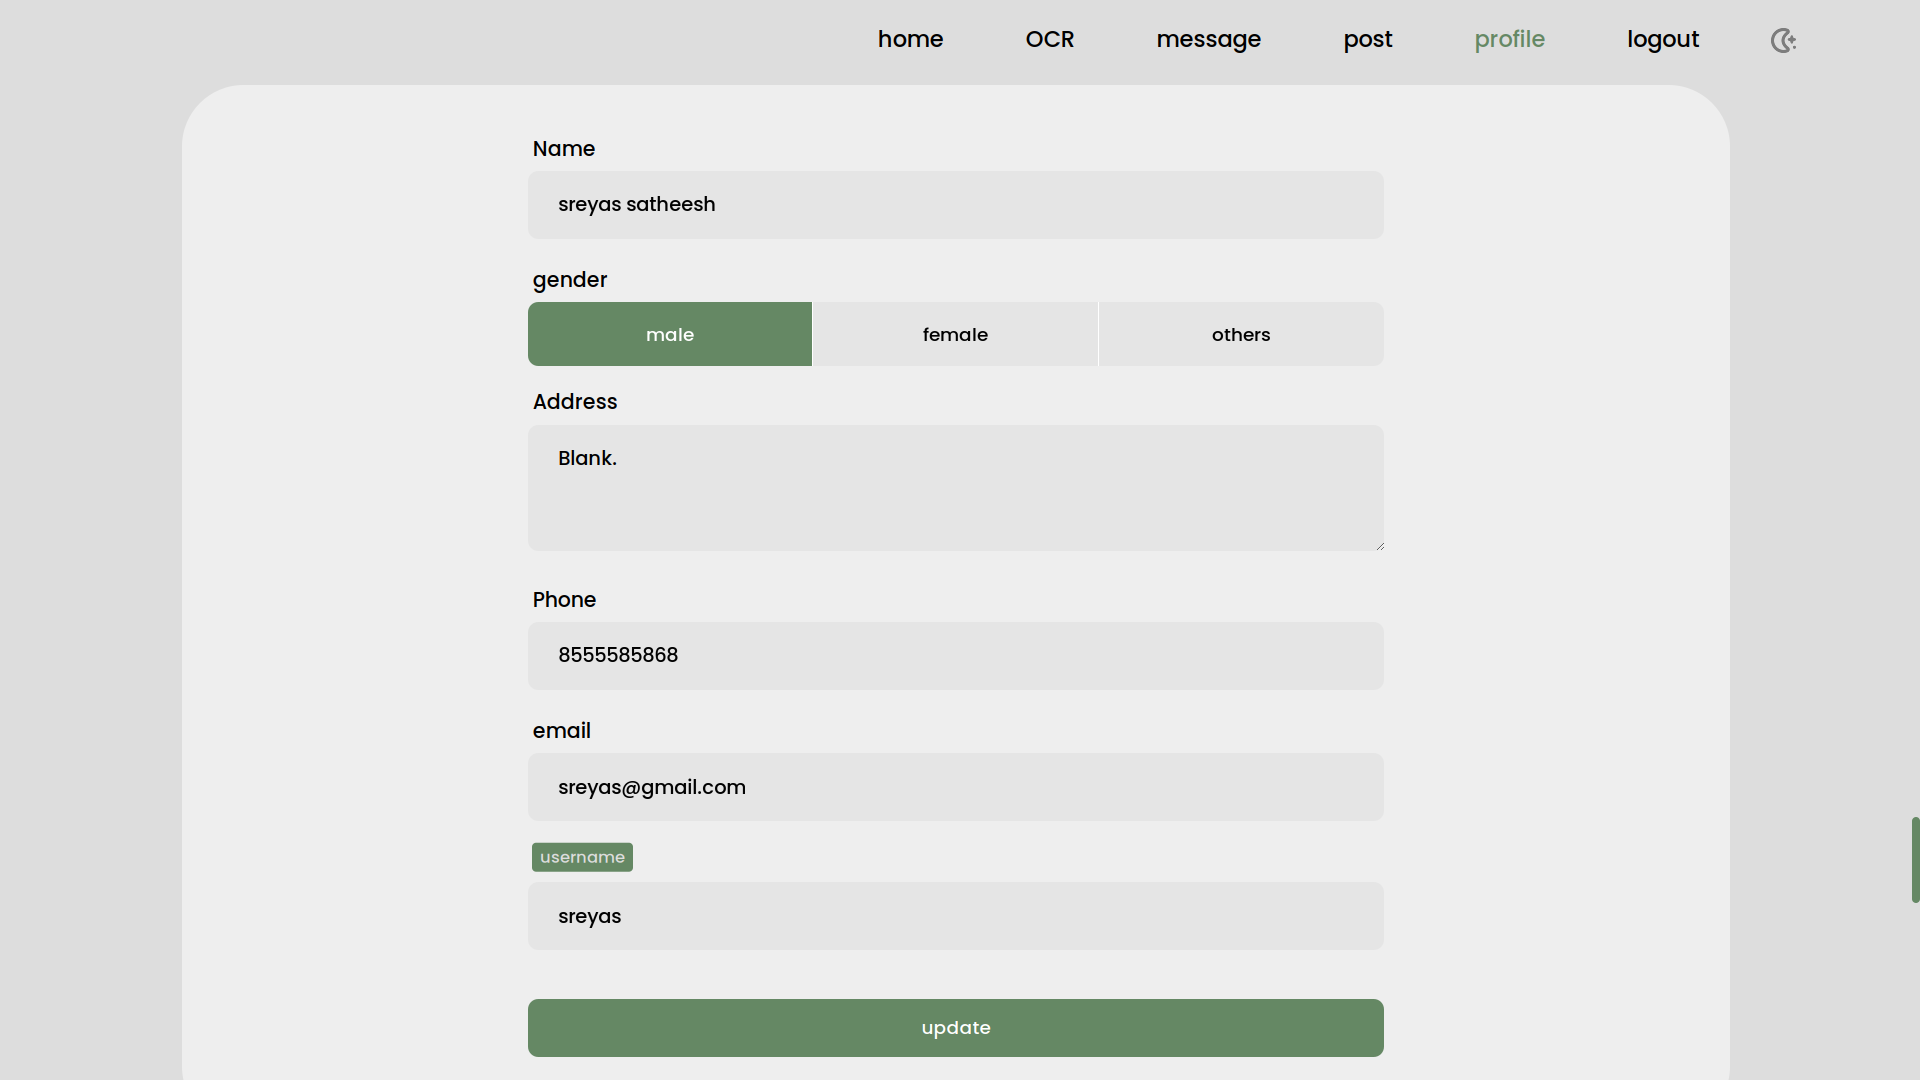 home OCR message post profile logout
Name
sreyas satheesh
gender
male female others
Address
Blank.
Phone
8555585868
email
sreyas@gmail.com
username
sreyas
update